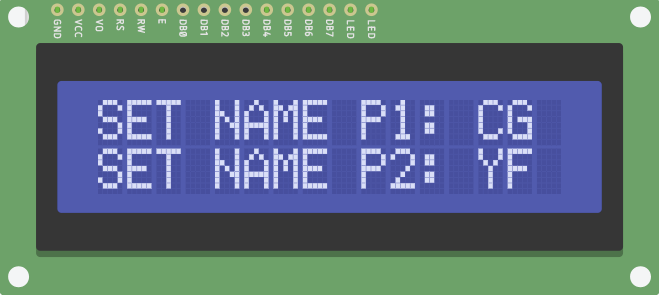 GND VCC VO RS RW E DB0 DB1 DB2 DB3 DB4 DB5 DB6 DB7 LED LED
SET NAME P1: CG
SET NAME P2: YF